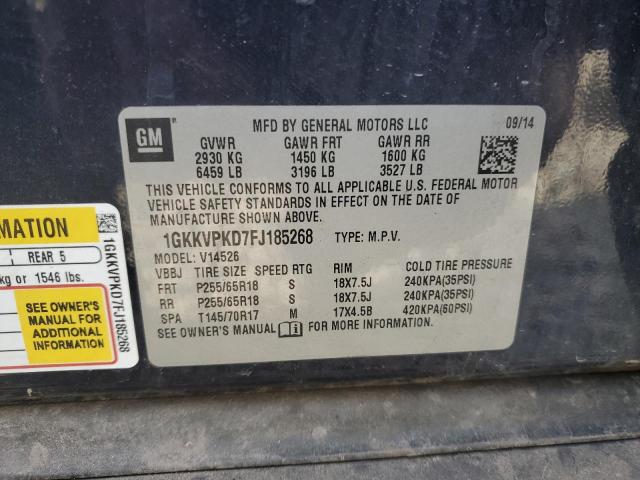 GM
MFD BY GENERAL MOTORS LLC 09/14
GVWR GAWR FRT GAWR RR
2930 KG 1450 KG 1600 KG
6459 LB 3196 LB 3527 LB
THIS VEHICLE CONFORMS TO ALL APPLICABLE U.S. FEDERAL MOTOR
VEHICLE SAFETY STANDARDS IN EFFECT ON THE DATE OF
MANUFACTURE SHOWN ABOVE.
1GKKVPKD7FJ185268 TYPE: M.P.V.
MODEL: V14526
VBBJ TIRE SIZE SPEED RTG RIM COLD TIRE PRESSURE
FRT P255/65R18 S 18X7.5J 240KPA(35PSI)
RR P255/65R18 S 18X7.5J 240KPA(35PSI)
SPA T145/70R17 M 17X4.5B 420KPA(60PSI)
SEE OWNER'S MANUAL FOR MORE INFORMATION.
MATION
REAR 5
kg or 1546 lbs.
SEE OWNER'S
MANUAL FOR
ADDITIONAL
INFORMATION
1GKKVPKD7FJ185268